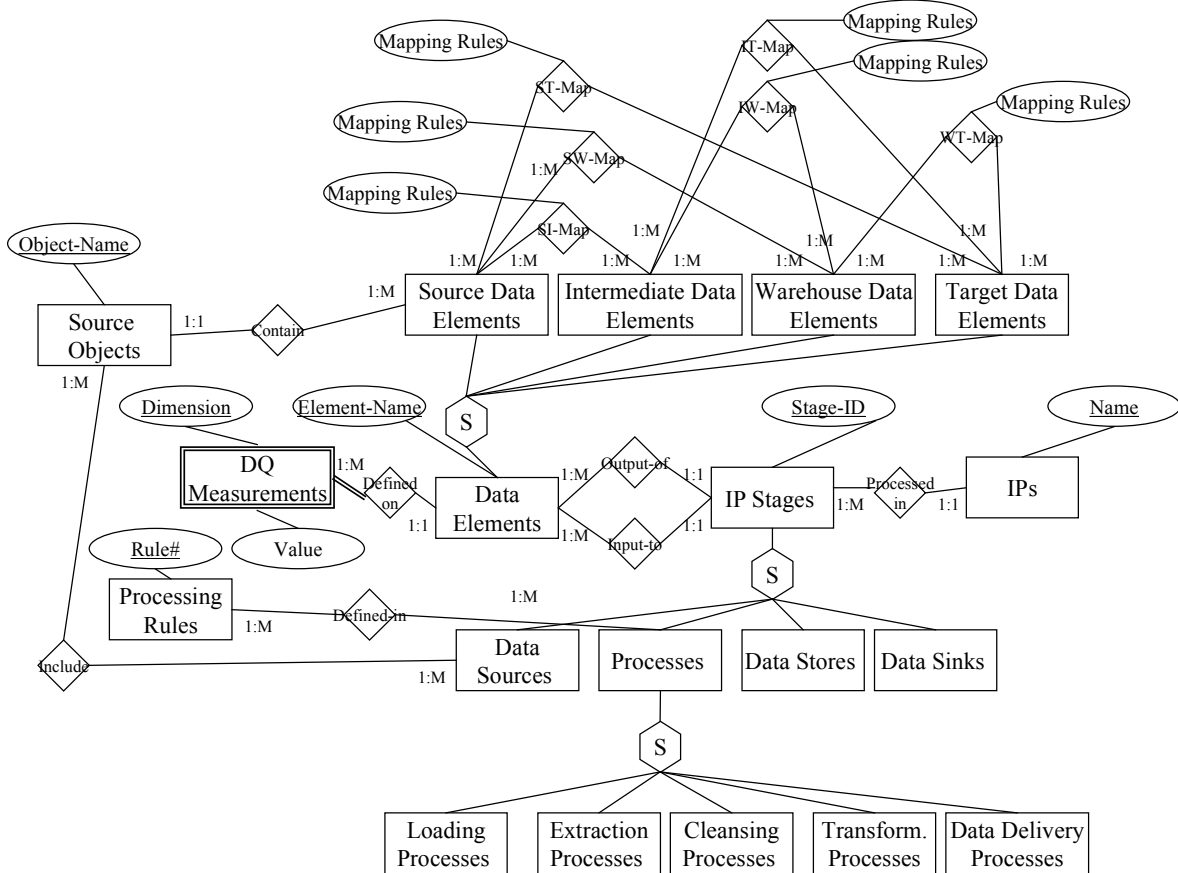 Mapping Rules
Mapping Rules
IT-Map
Mapping Rules
ST-Map
IW-Map
Mapping Rules
Mapping Rules
WT-Map
SW-Map
1:M
Mapping Rules
SI-Map
1:M
1:M
1:M
Object-Name
1:M
1:M
1:M
1:M
1:M
1:M
1:M
1:M
1:M
Source Data
Elements
Intermediate Data
Elements
Warehouse Data
Elements
Target Data
Elements
1:M
Source
Objects
1:1
Contain
1:M
Dimension
Element-Name
S
Stage-ID
Name
DQ
Measurements
1:M
Defined
on
1:1
Data
Elements
1:M
Output-of
1:1
1:M
Input-to
1:1
IP Stages
1:M
Processed
in
1:1
IPs
Rule#
Value
S
Processing
Rules
1:M
Defined-in
1:M
Include
1:M
Data
Sources
Processes
Data Stores
Data Sinks
S
Loading
Processes
Extraction
Processes
Cleansing
Processes
Transform.
Processes
Data Delivery
Processes